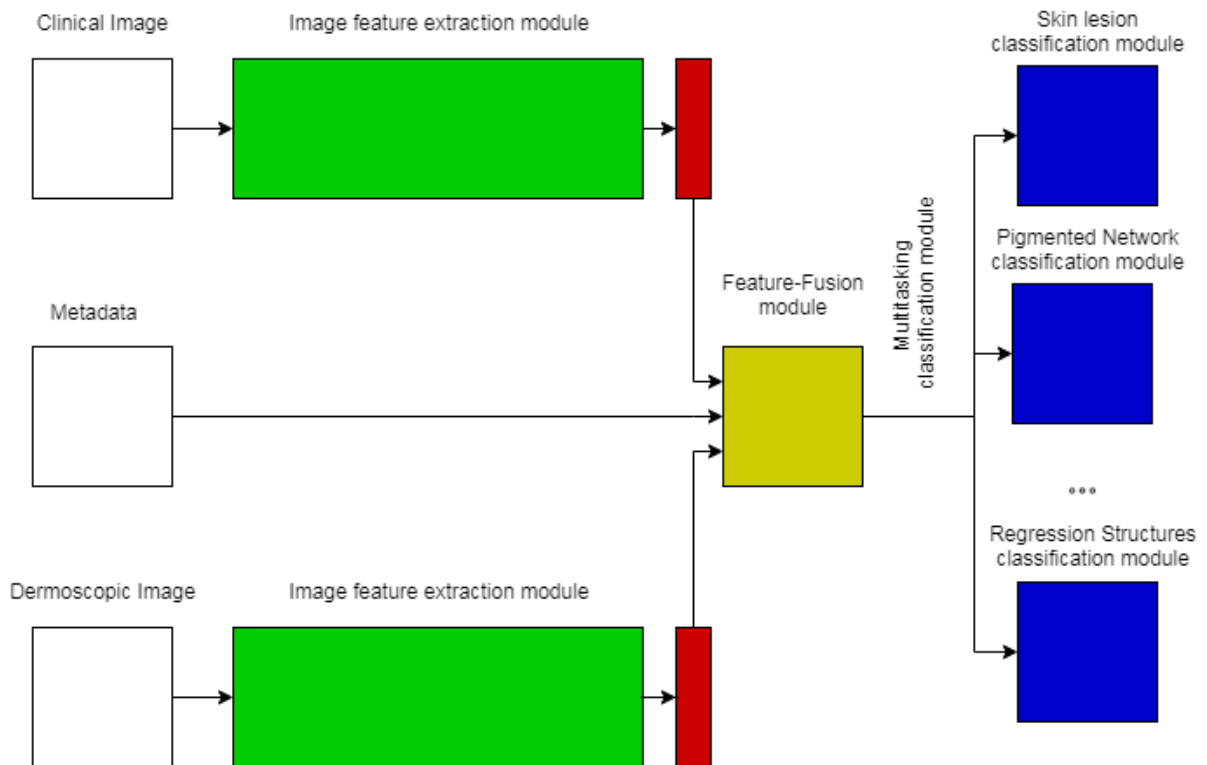 Clinical Image
Image feature extraction module
Skin lesion
classification module
Pigmented Network
classification module
Multitasking
classification module
Feature-Fusion
module
Metadata
Regression Structures
classification module
Dermoscopic Image
Image feature extraction module